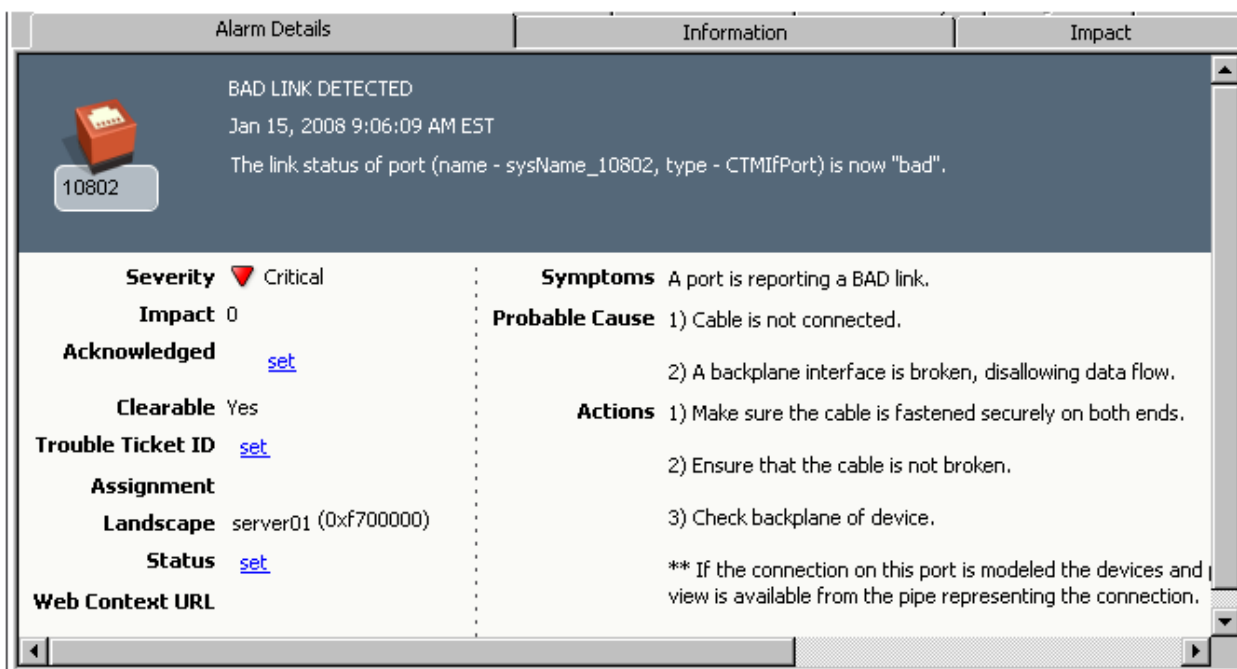 Alarm Details Information Impact
BAD LINK DETECTED
Jan 15, 2008 9:06:09 AM EST
The link status of port (name - sysName_10802, type - CTMIfPort) is now "bad".
10802
Severity Critical
Impact 0
Acknowledged set
Clearable Yes
Trouble Ticket ID set
Assignment
Landscape server01 (0xf700000)
Status set
Web Context URL
Symptoms A port is reporting a BAD link.
Probable Cause 1) Cable is not connected.
2) A backplane interface is broken, disallowing data flow.
Actions 1) Make sure the cable is fastened securely on both ends.
2) Ensure that the cable is not broken.
3) Check backplane of device.
** If the connection on this port is modeled the devices and
view is available from the pipe representing the connection.